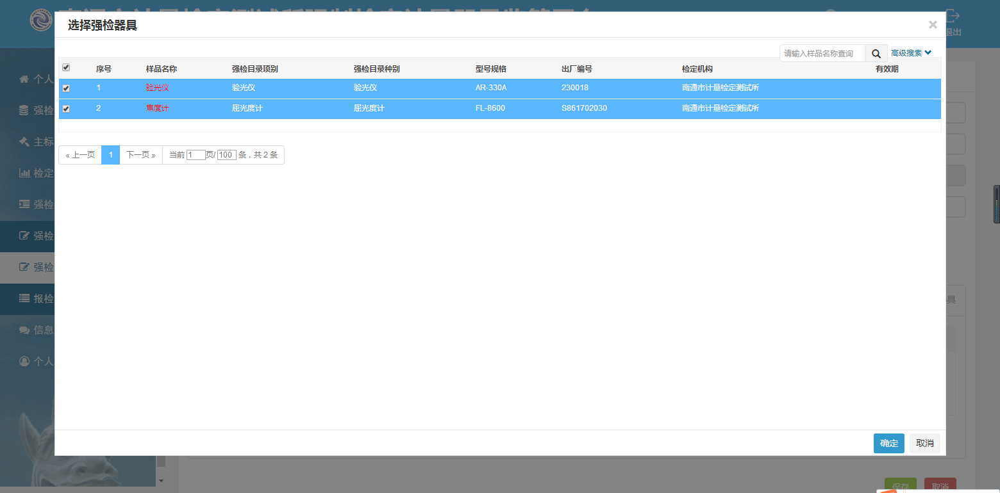 选择强检器具
×
退出
请输入样品名称查询
高级搜索
序号 样品名称 强检目录项别 强检目录种别 型号规格 出厂编号 检定机构 有效期
1 验光仪 验光仪 验光仪 AR-330A 230018 南通市计量检定测试所
2 焦度计 屈光度计 屈光度计 FL-8600 S861702030 南通市计量检定测试所
« 上一页 1 下一页 » 当前 1 页/ 100 条，共 2 条
个人
强检
主标
检定
强检
强检
强检
报检
信息
个人
具
确定 取消
保存 取消